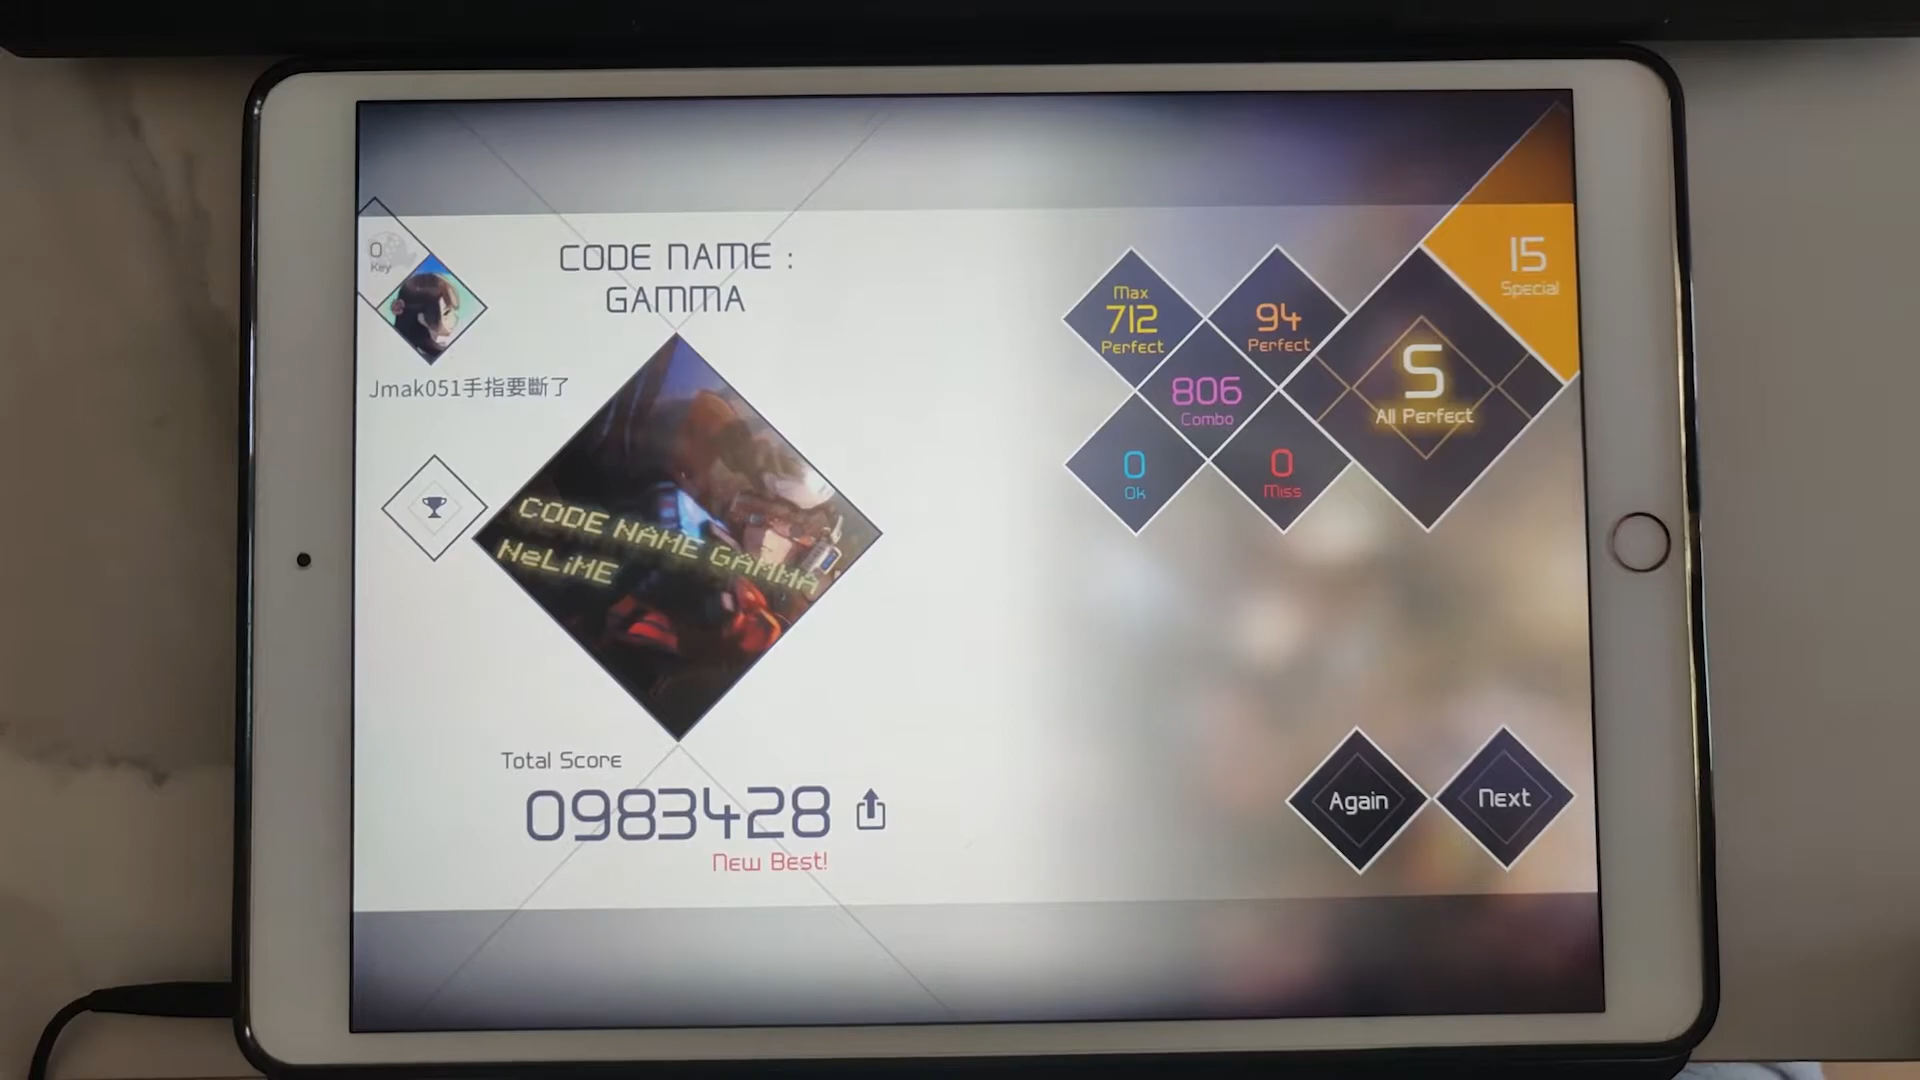 0
Key
Jmak051手指要斷了
CODE NAME :
GAMMA
CODE NAME GAMMA
NeLiME
Total Score
0983428
New Best!
Max
712
Perfect
94
Perfect
806
Combo
0
Ok
0
Miss
S
All Perfect
15
Special
Again
Next